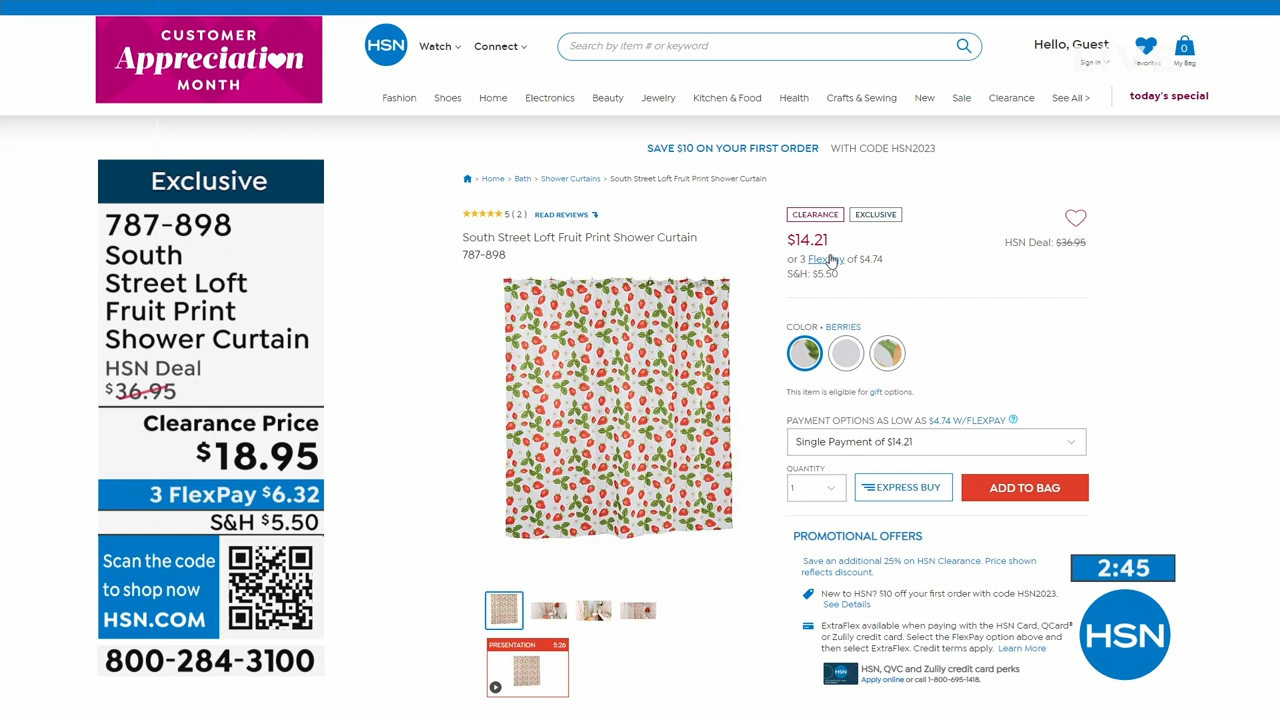 CUSTOMER
Appreciation
MONTH
HSN
Watch
Connect
Search by item # or keyword
Hello, Guest
Sign In
Favorites
0
My Bag
Fashion Shoes Home Electronics Beauty Jewelry Kitchen & Food Health Crafts & Sewing New Sale Clearance See All > today's special
SAVE $10 ON YOUR FIRST ORDER WITH CODE HSN2023
Exclusive
787-898
South
Street Loft
Fruit Print
Shower Curtain
HSN Deal
$36.95
Clearance Price
$18.95
3 FlexPay $6.32
S&H $5.50
Scan the code
to shop now
HSN.COM
800-284-3100
> Home > Bath > Shower Curtains > South Street Loft Fruit Print Shower Curtain
5 ( 2 ) READ REVIEWS
South Street Loft Fruit Print Shower Curtain
787-898
PRESENTATION 5:26
CLEARANCE EXCLUSIVE
$14.21
HSN Deal: $36.95
or 3 FlexPay of $4.74
S&H: $5.50
COLOR • BERRIES
This item is eligible for gift options.
PAYMENT OPTIONS AS LOW AS $4.74 W/FLEXPAY ?
Single Payment of $14.21
QUANTITY
1
EXPRESS BUY
ADD TO BAG
PROMOTIONAL OFFERS
Save an additional 25% on HSN Clearance. Price shown
reflects discount.
New to HSN? $10 off your first order with code HSN2023.
See Details
ExtraFlex available when paying with the HSN Card, QCard®
or Zulily credit card. Select the FlexPay option above and
then select ExtraFlex. Credit terms apply. Learn More
HSN, QVC and Zulily credit card perks
Apply online or call 1-800-695-1418.
2:45
HSN